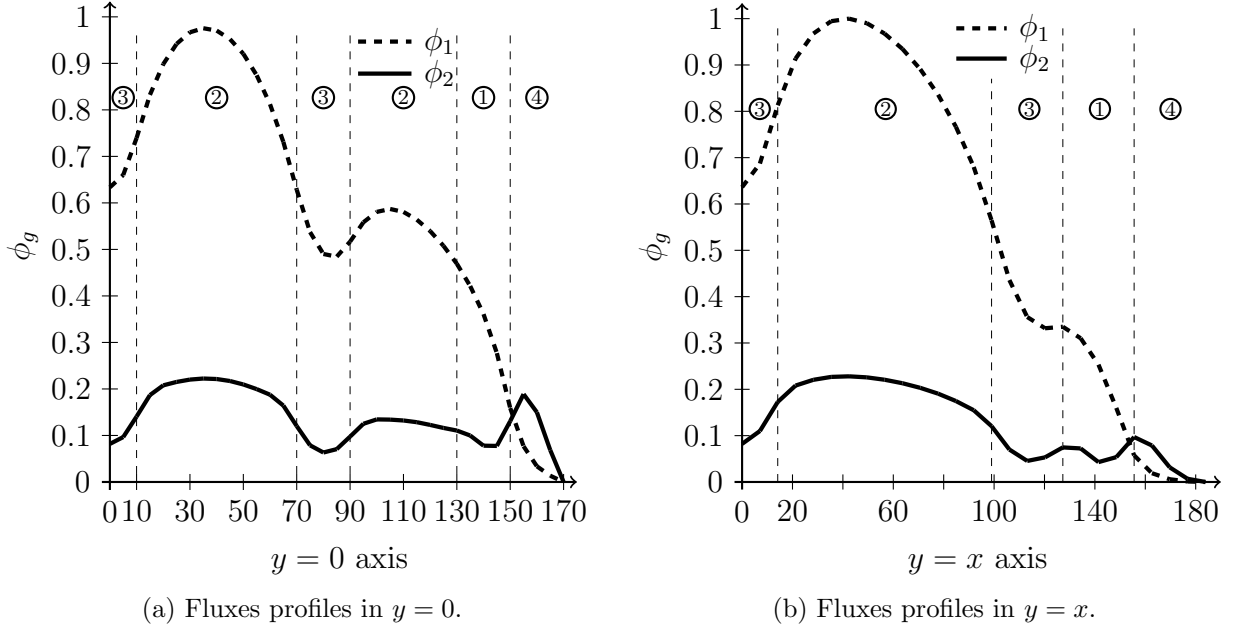 1
0.9
0.8
0.7
0.6
0.5
0.4
0.3
0.2
0.1
0
ϕg
ϕ1
ϕ2
③ ② ③ ② ① ④
0 10 30 50 70 90 110 130 150 170
y = 0 axis
(a) Fluxes profiles in y = 0.
1
0.9
0.8
0.7
0.6
0.5
0.4
0.3
0.2
0.1
0
ϕg
ϕ1
ϕ2
③ ② ③ ① ④
0 20 60 100 140 180
y = x axis
(b) Fluxes profiles in y = x.